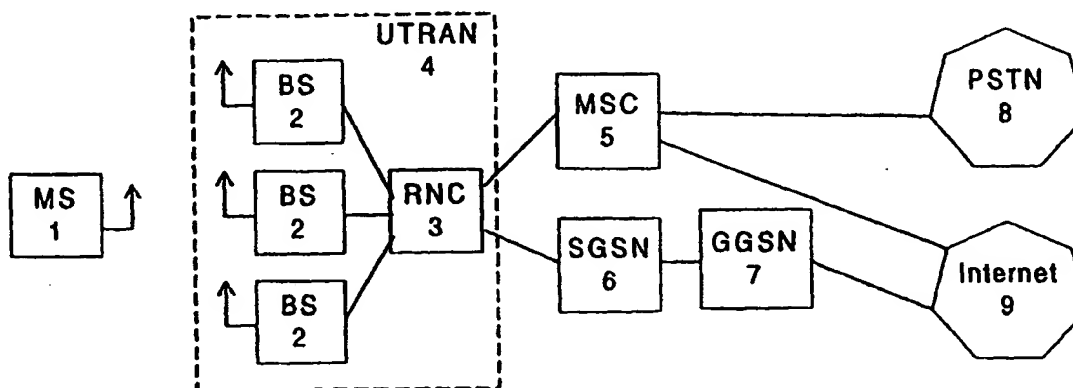 UTRAN
4
BS
2
BS
2
BS
2
MS
1
RNC
3
MSC
5
SGSN
6
GGSN
7
PSTN
8
Internet
9